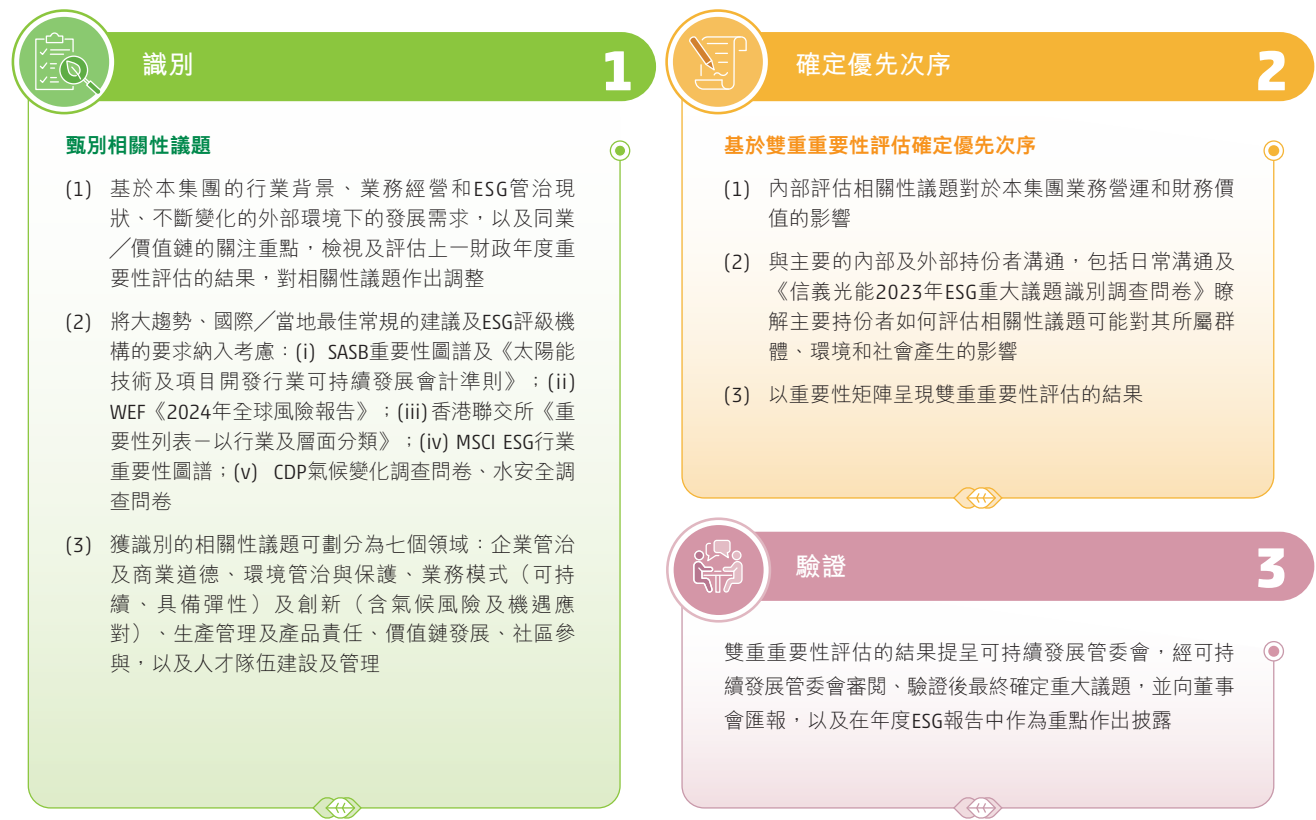 識別
1
甄別相關性議題
(1) 基於本集團的行業背景、業務經營和ESG管治現
狀、不斷變化的外部環境下的發展需求，以及同業
／價值鏈的關注重點，檢視及評估上一財政年度重
要性評估的結果，對相關性議題作出調整
(2) 將大趨勢、國際／當地最佳常規的建議及ESG評級機
構的要求納入考慮：(i) SASB重要性圖譜及《太陽能
技術及項目開發行業可持續發展會計準則》；(ii)
WEF《2024年全球風險報告》；(iii) 香港聯交所《重
要性列表－以行業及層面分類》；(iv) MSCI ESG行業
重要性圖譜；(v) CDP氣候變化調查問卷、水安全調
查問卷
(3) 獲識別的相關性議題可劃分為七個領域：企業管治
及商業道德、環境管治與保護、業務模式（可持
續、具備彈性）及創新（含氣候風險及機遇應
對）、生產管理及產品責任、價值鏈發展、社區參
與，以及人才隊伍建設及管理
確定優先次序
2
基於雙重重要性評估確定優先次序
(1) 內部評估相關性議題對於本集團業務營運和財務價
值的影響
(2) 與主要的內部及外部持份者溝通，包括日常溝通及
《信義光能2023年ESG重大議題識別調查問卷》瞭
解主要持份者如何評估相關性議題可能對其所屬群
體、環境和社會產生的影響
(3) 以重要性矩陣呈現雙重重要性評估的結果
驗證
3
雙重重要性評估的結果提呈可持續發展管委會，經可持
續發展管委會審閱、驗證後最終確定重大議題，並向董事
會匯報，以及在年度ESG報告中作為重點作出披露